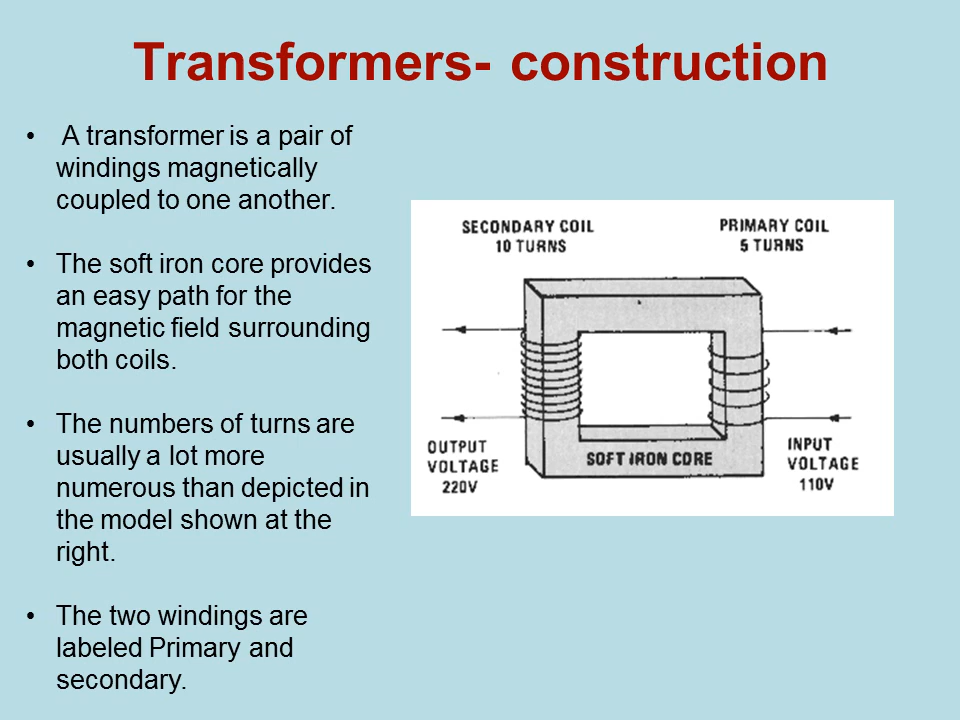 Transformers- construction
• A transformer is a pair of
windings magnetically
coupled to one another.
• The soft iron core provides
an easy path for the
magnetic field surrounding
both coils.
• The numbers of turns are
usually a lot more
numerous than depicted in
the model shown at the
right.
• The two windings are
labeled Primary and
secondary.
SECONDARY COIL
10 TURNS
PRIMARY COIL
5 TURNS
OUTPUT
VOLTAGE
220V
SOFT IRON CORE
INPUT
VOLTAGE
110V